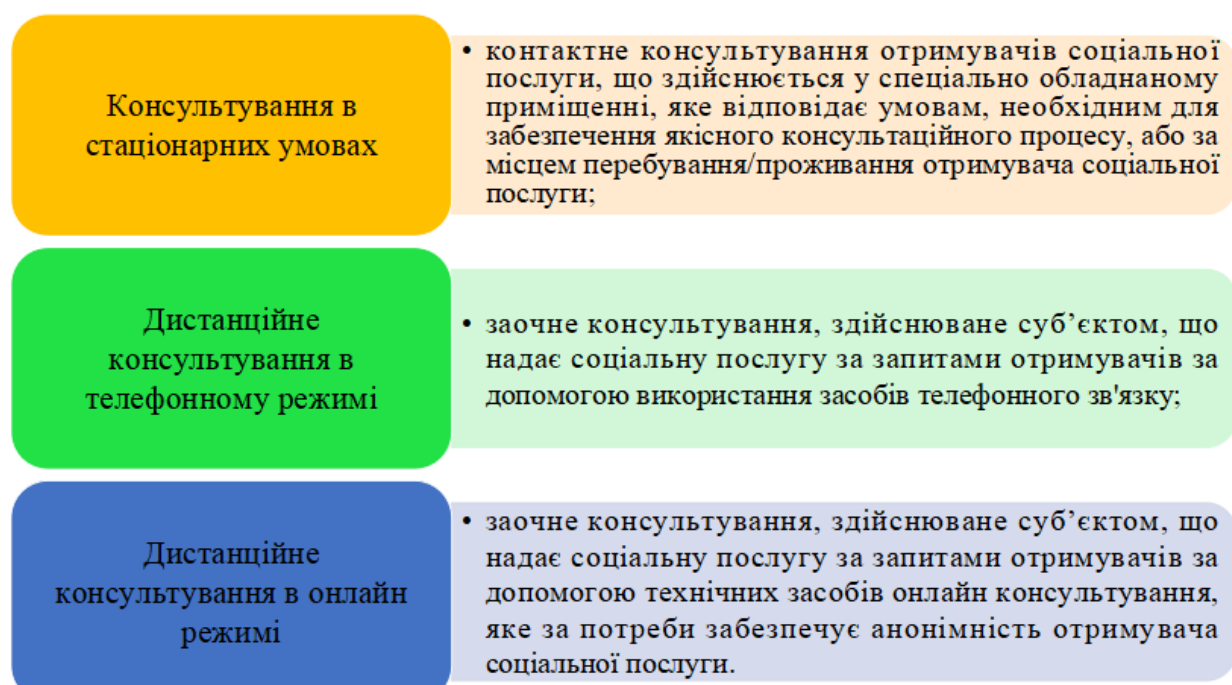 Консультування в
стаціонарних умовах
• контактне консультування отримувачів соціальної
послуги, що здійснюється у спеціально обладнаному
приміщенні, яке відповідає умовам, необхідним для
забезпечення якісного консультаційного процесу, або за
місцем перебування/проживання отримувача соціальної
послуги;
Дистанційне
консультування в
телефонному режимі
• заочне консультування, здійснюване суб’єктом, що
надає соціальну послугу за запитами отримувачів за
допомогою використання засобів телефонного зв'язку;
Дистанційне
консультування в онлайн
режимі
• заочне консультування, здійснюване суб’єктом, що
надає соціальну послугу за запитами отримувачів за
допомогою технічних засобів онлайн консультування,
яке за потреби забезпечує анонімність отримувача
соціальної послуги.